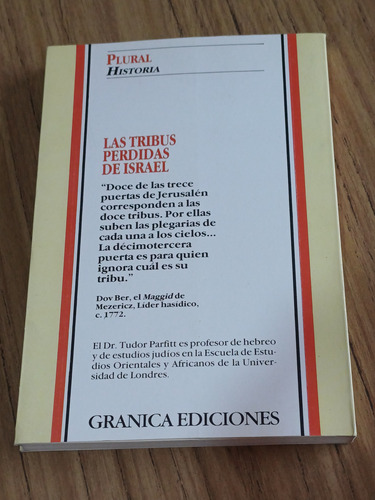 PLURAL
HISTORIA
LAS TRIBUS
PERDIDAS
DE ISRAEL
"Doce de las trece
puertas de Jerusalén
corresponden a las
doce tribus. Por ellas
suben las plegarias de
cada una a los cielos...
La décimotercera
puerta es para quien
ignora cuál es su
tribu."
Dov Ber, el Maggid de
Mezericz, Líder hasídico,
c. 1772.
El Dr. Tudor Parfitt es profesor de hebreo
y de estudios judíos en la Escuela de Estu-
dios Orientales y Africanos de la Univer-
sidad de Londres.
GRANICA EDICIONES